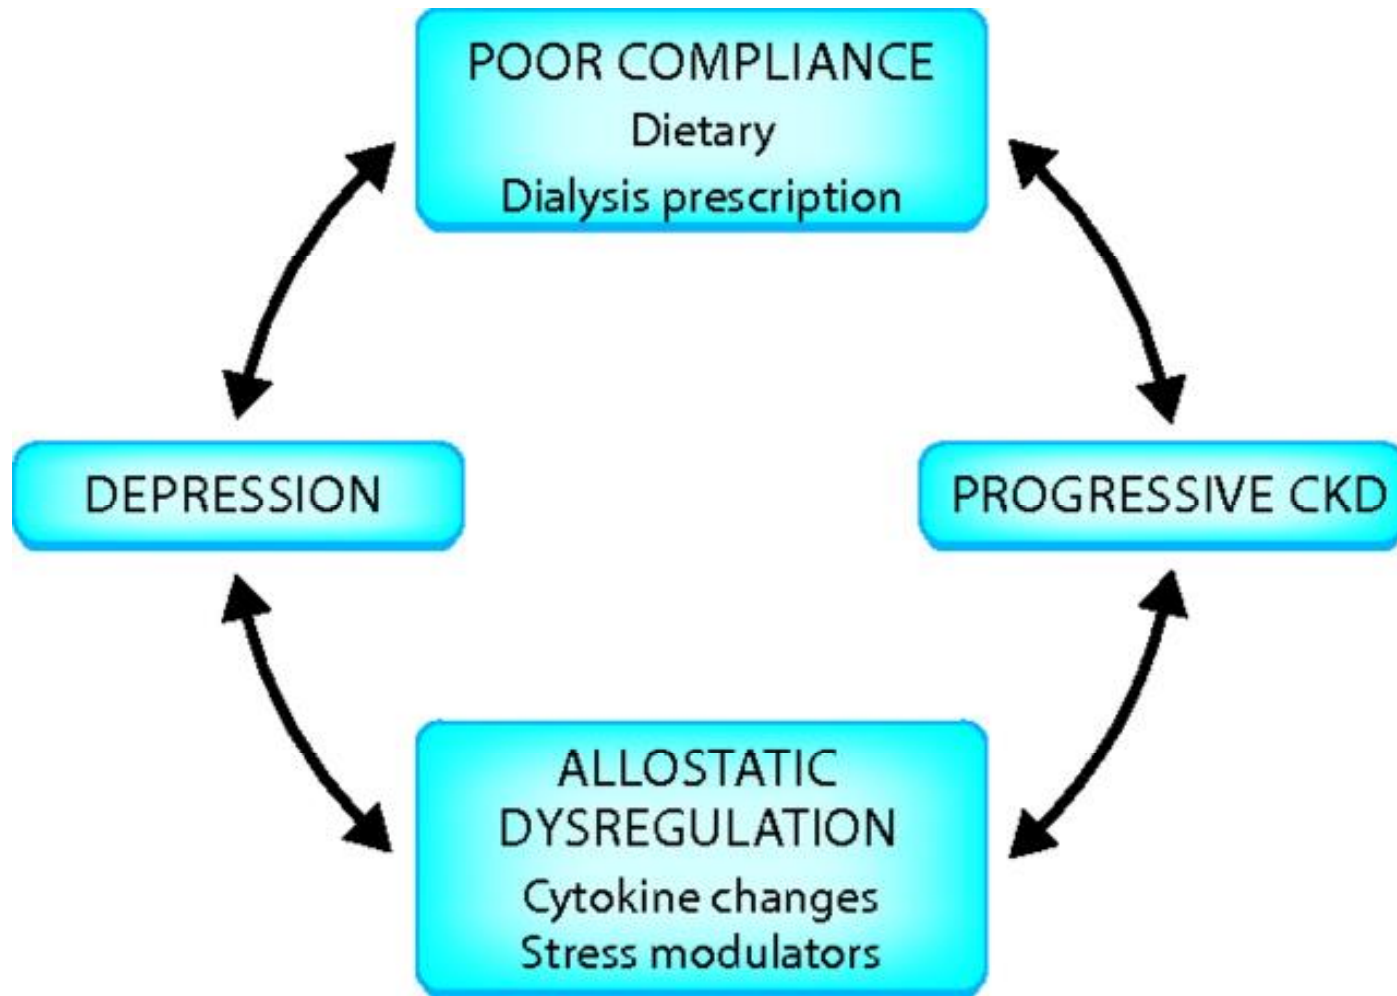 POOR COMPLIANCE
Dietary
Dialysis prescription
DEPRESSION
PROGRESSIVE CKD
ALLOSTATIC
DYSREGULATION
Cytokine changes
Stress modulators